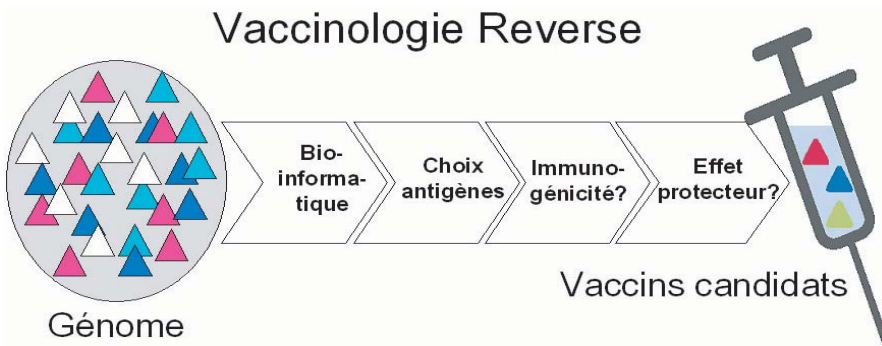 Vaccinologie Reverse
Bio-
informa-
tique
Choix
antigènes
Immuno-
génicité?
Effet
protecteur?
Vaccins candidats
Génome